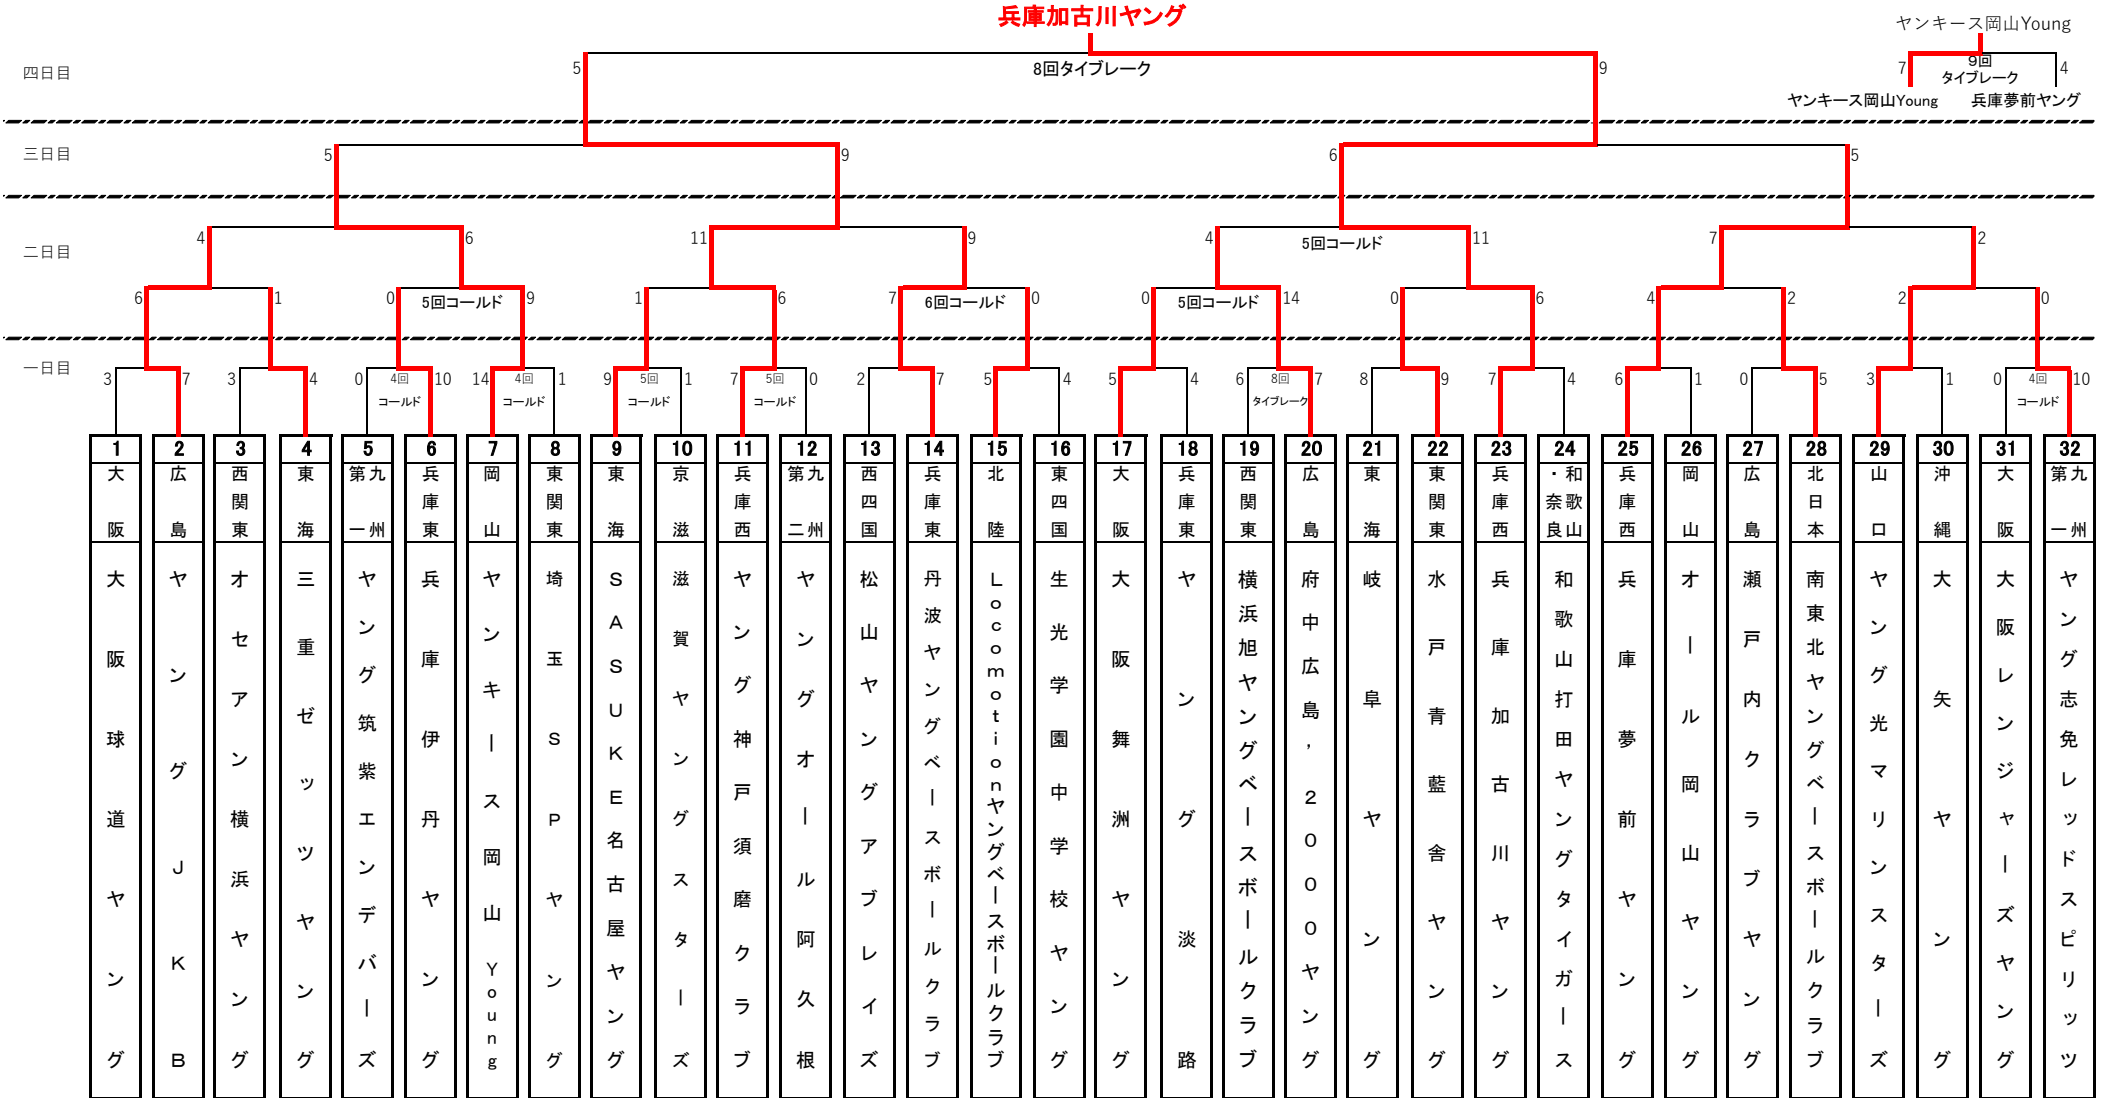 兵庫加古川ヤング
ヤンキース岡山Young
四日目
5
8回タイブレーク
9
7
9回
タイブレーク
4
ヤンキース岡山Young
兵庫夢前ヤング
三日目
5
9
6
5
二日目
4
6
11
9
4
5回コールド
11
7
2
6
1
0
5回コールド
9
1
6
7
6回コールド
0
0
5回コールド
14
0
6
4
2
2
0
一日目
3
7
3
4
0
4回
コールド
10
14
4回
コールド
1
9
5回
コールド
1
7
5回
コールド
0
2
7
5
4
5
4
6
8回
タイブレーク
7
8
9
7
4
6
1
0
5
3
1
0
4回
コールド
10
1
大阪
大阪球道ヤング
2
広島
ヤングJKB
3
西関東
オセアン横浜ヤング
4
東海
三重ゼッツヤング
5
第一九州
ヤング筑紫エンデバーズ
6
兵庫東
兵庫伊丹ヤング
7
岡山
ヤンキース岡山Young
8
東関東
埼玉SPヤング
9
東海
SASUKE名古屋ヤング
10
京滋
滋賀ヤングスターズ
11
兵庫西
ヤング神戸須磨クラブ
12
第二九州
ヤングオール阿久根
13
西四国
松山ヤングアブレイズ
14
兵庫東
丹波ヤングベースボールクラブ
15
北陸
Locomotionヤングベースボールクラブ
16
東四国
生光学園中学校ヤング
17
大阪
大阪舞洲ヤング
18
兵庫東
ヤング淡路
19
西関東
横浜旭ヤングベースボールクラブ
20
広島
府中広島,2000ヤング
21
東海
岐阜ヤング
22
東関東
水戸青藍舎ヤング
23
兵庫西
兵庫加古川ヤング
24
和歌山・奈良
和歌山打田ヤングタイガース
25
兵庫西
兵庫夢前ヤング
26
岡山
オール岡山ヤング
27
広島
瀬戸内クラブヤング
28
北日本
南東北ヤングベースボールクラブ
29
山口
ヤング光マリンスターズ
30
沖縄
大矢ヤング
31
大阪
大阪レンジャーズヤング
32
第一九州
ヤング志免レッドスピリッツ